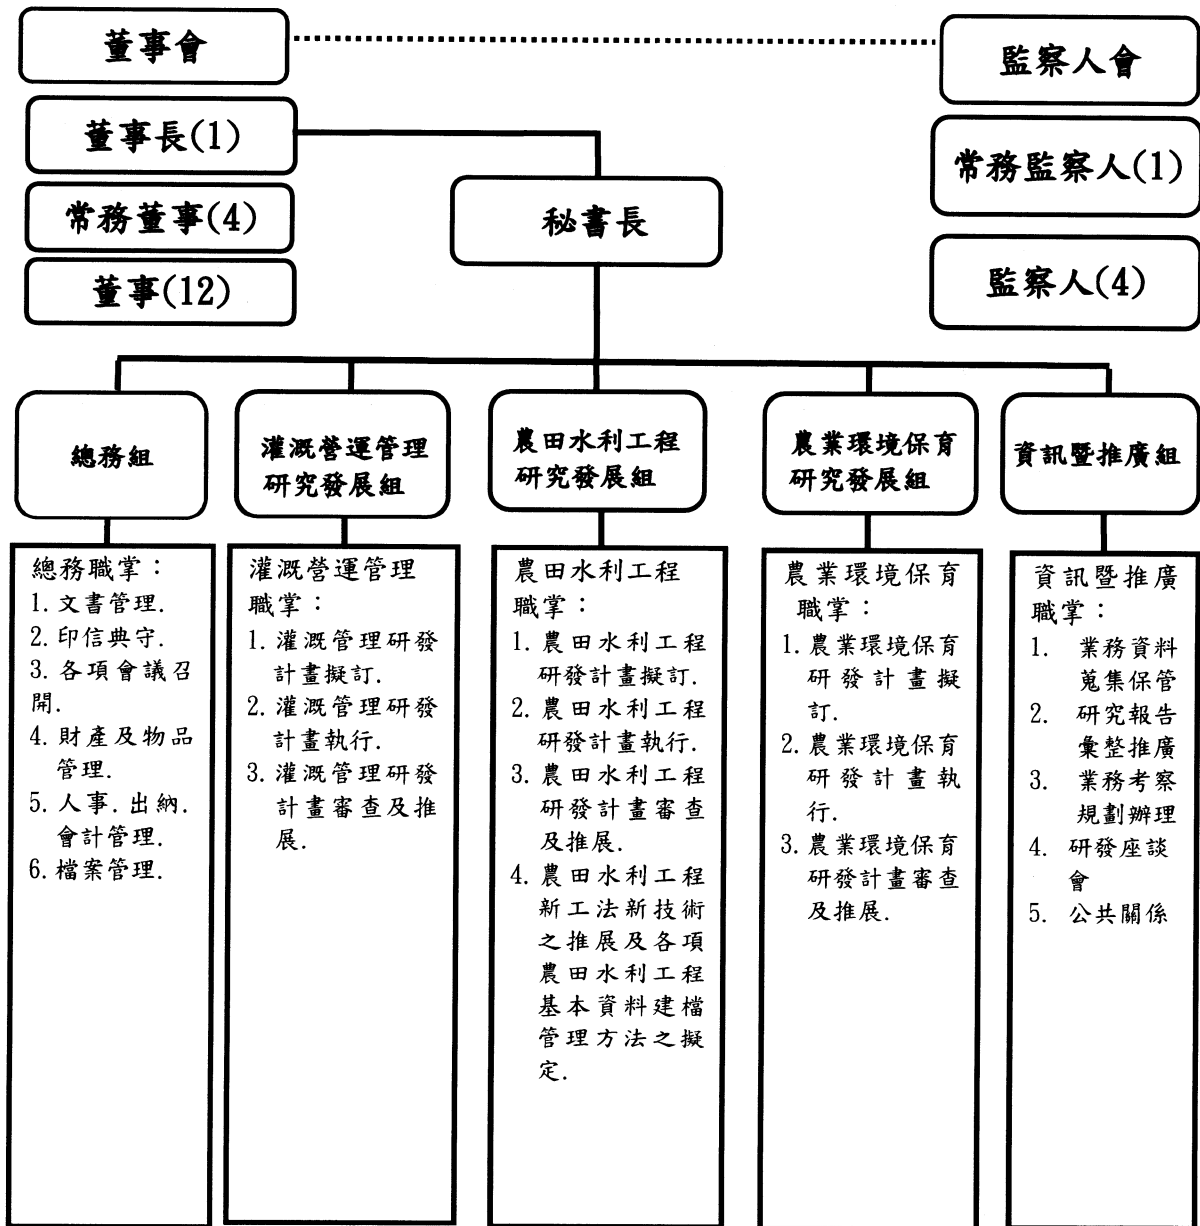 董事會
監察人會
董事長(1)
常務監察人(1)
常務董事(4)
秘書長
董事(12)
監察人(4)
總務組
灌溉營運管理
研究發展組
農田水利工程
研究發展組
農業環境保育
研究發展組
資訊暨推廣組
總務職掌：
1.文書管理.
2.印信典守.
3.各項會議召
開.
4.財產及物品
管理.
5.人事.出納.
會計管理.
6.檔案管理.
灌溉營運管理
職掌：
1.灌溉管理研發
計畫擬訂.
2.灌溉管理研發
計畫執行.
3.灌溉管理研發
計畫審查及推
展.
農田水利工程
職掌：
1.農田水利工程
研發計畫擬訂.
2.農田水利工程
研發計畫執行.
3.農田水利工程
研發計畫審查
及推展.
4.農田水利工程
新工法新技術
之推展及各項
農田水利工程
基本資料建檔
管理方法之擬
定.
農業環境保育
職掌：
1.農業環境保育
研發計畫擬
訂.
2.農業環境保育
研發計畫執
行.
3.農業環境保育
研發計畫審查
及推展.
資訊暨推廣
職掌：
1. 業務資料
蒐集保管
2. 研究報告
彙整推廣
3. 業務考察
規劃辦理
4. 研發座談
會
5. 公共關係